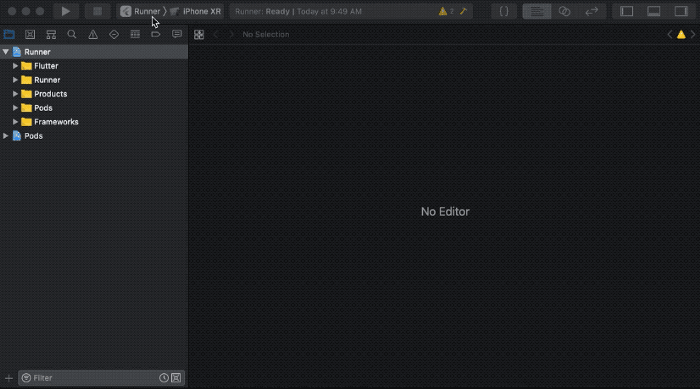 Runner 〉 iPhone XR
Runner: Ready | Today at 9:49 AM
No Selection
Runner
Flutter
Runner
Products
Pods
Frameworks
Pods
No Editor
Filter